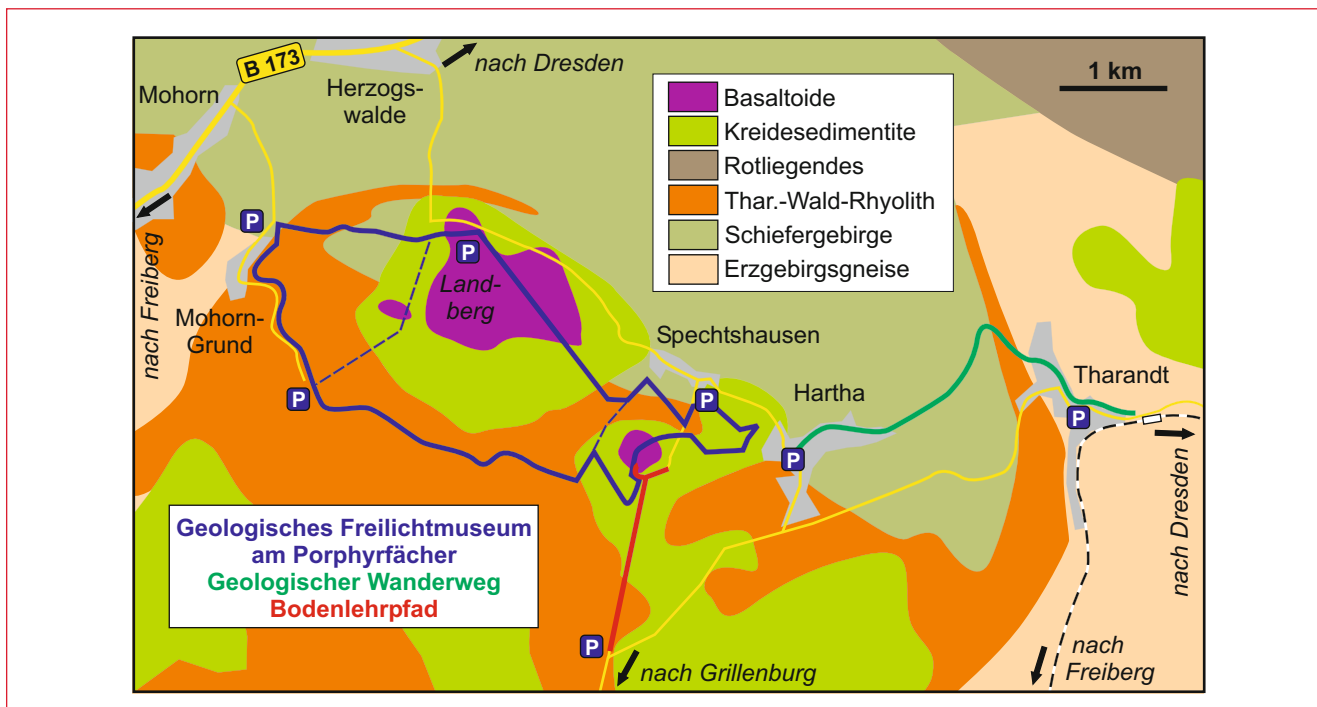 B 173
nach Dresden
Mohorn
Herzogs-
walde
1 km
Basaltoide
Kreidesedimentite
Rotliegendes
Thar.-Wald-Rhyolith
Schiefergebirge
Erzgebirgsgneise
P
nach Freiberg
P
Land-
berg
Mohorn-
Grund
Spechtshausen
Hartha
Tharandt
P
P
P
P
nach Dresden
Geologisches Freilichtmuseum
am Porphyrfächer
Geologischer Wanderweg
Bodenlehrpfad
P
nach Grillenburg
nach
Freiberg